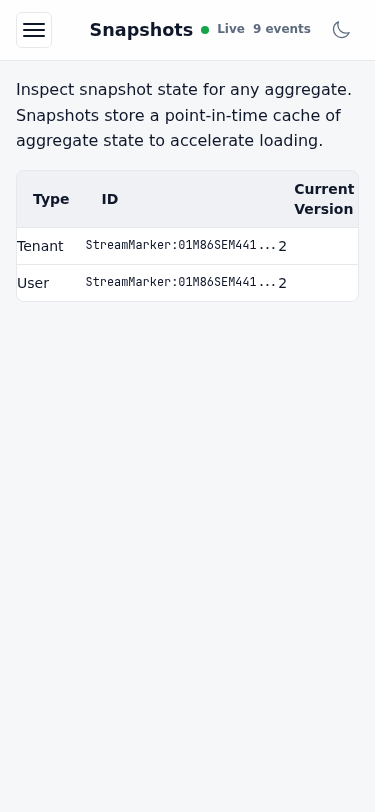 Snapshots Live 9 events
Inspect snapshot state for any aggregate.
Snapshots store a point-in-time cache of
aggregate state to accelerate loading.
Type ID Current Version
Tenant StreamMarker:01M86SEM441... 2
User StreamMarker:01M86SEM441... 2